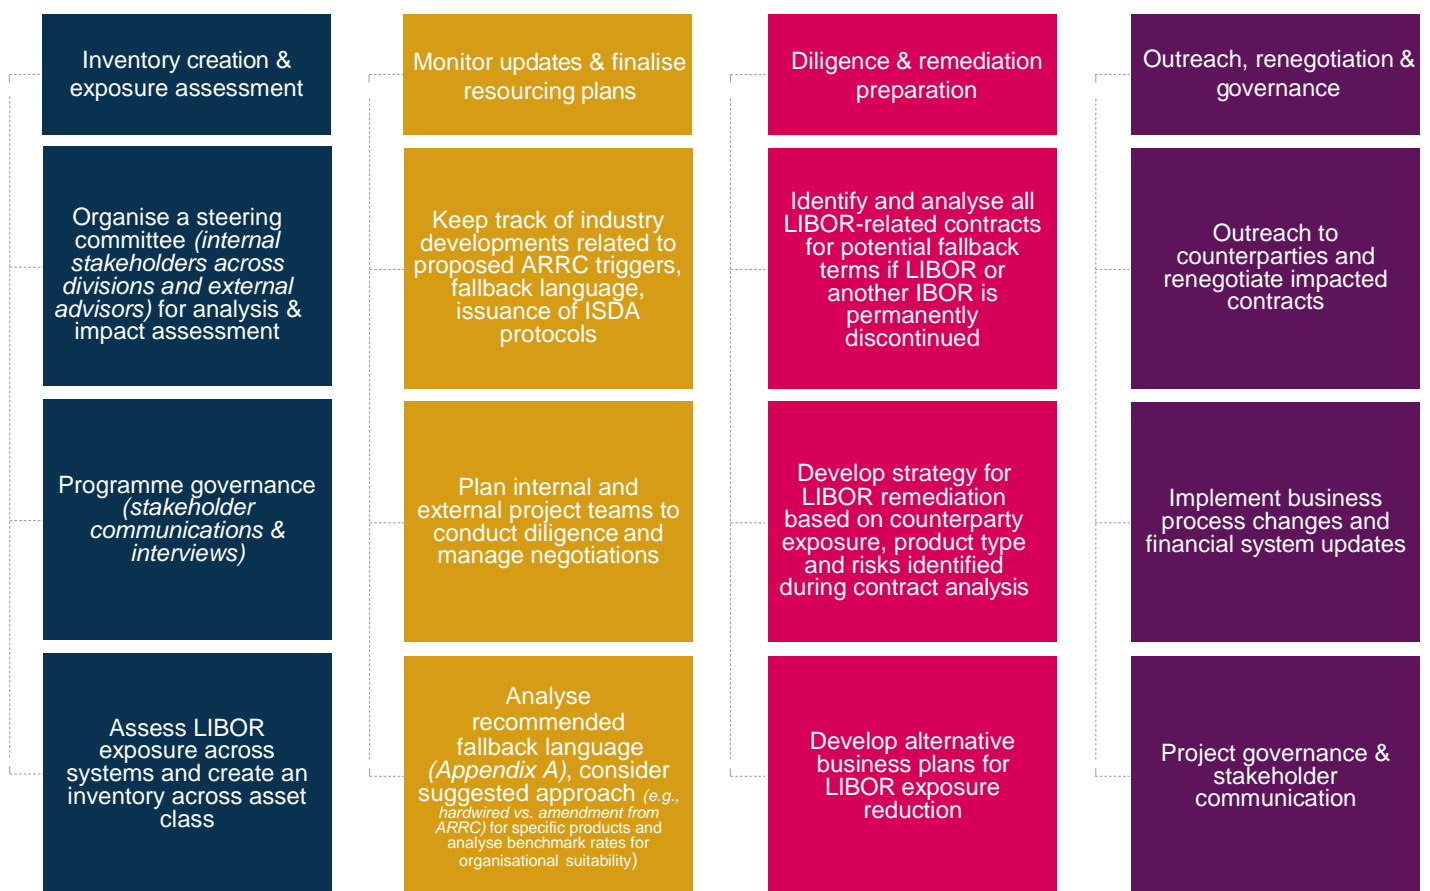 Inventory creation &
exposure assessment
Organise a steering
committee (internal
stakeholders across
divisions and external
advisors) for analysis &
impact assessment
Programme governance
(stakeholder
communications &
interviews)
Assess LIBOR
exposure across
systems and create an
inventory across asset
class
Monitor updates & finalise
resourcing plans
Keep track of industry
developments related to
proposed ARRC triggers,
fallback language,
issuance of ISDA
protocols
Plan internal and
external project teams to
conduct diligence and
manage negotiations
Analyse
recommended
fallback language
(Appendix A), consider
suggested approach (e.g.,
hardwired vs. amendment from
ARRC) for specific products and
analyse benchmark rates for
organisational suitability)
Diligence & remediation
preparation
Identify and analyse all
LIBOR-related contracts
for potential fallback
terms if LIBOR or
another IBOR is
permanently
discontinued
Develop strategy for
LIBOR remediation
based on counterparty
exposure, product type
and risks identified
during contract analysis
Develop alternative
business plans for
LIBOR exposure
reduction
Outreach, renegotiation &
governance
Outreach to
counterparties and
renegotiate impacted
contracts
Implement business
process changes and
financial system updates
Project governance &
stakeholder
communication